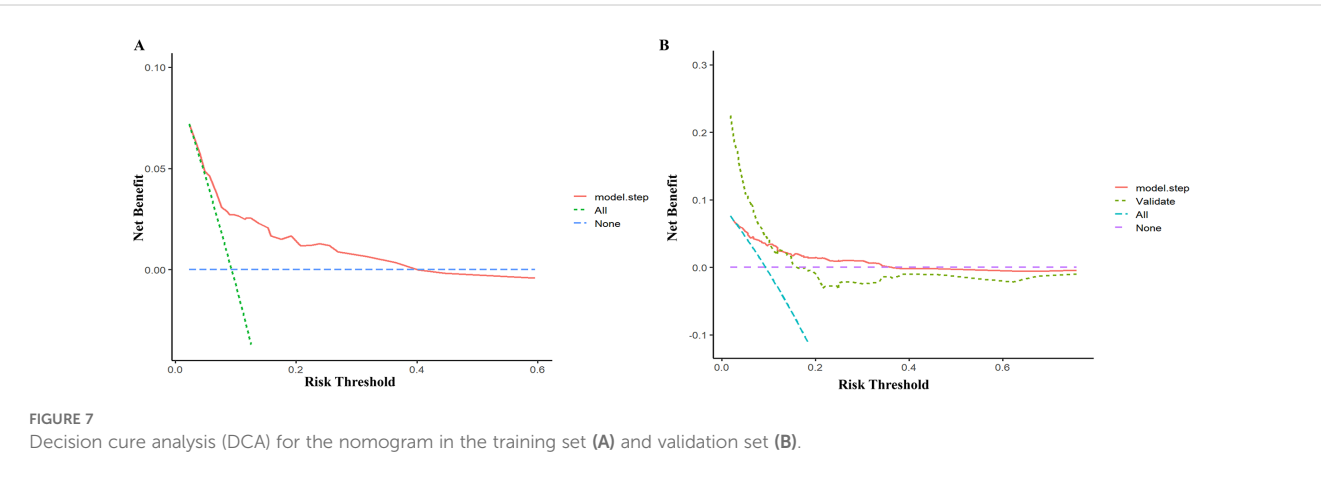 A
0.10
0.05
0.00
Net Benefit
0.0
0.2
0.4
0.6
Risk Threshold
model.step
All
None
B
0.3
0.2
0.1
0.0
-0.1
Net Benefit
0.0
0.2
0.4
0.6
Risk Threshold
model.step
Validate
All
None
FIGURE 7
Decision cure analysis (DCA) for the nomogram in the training set (A) and validation set (B).